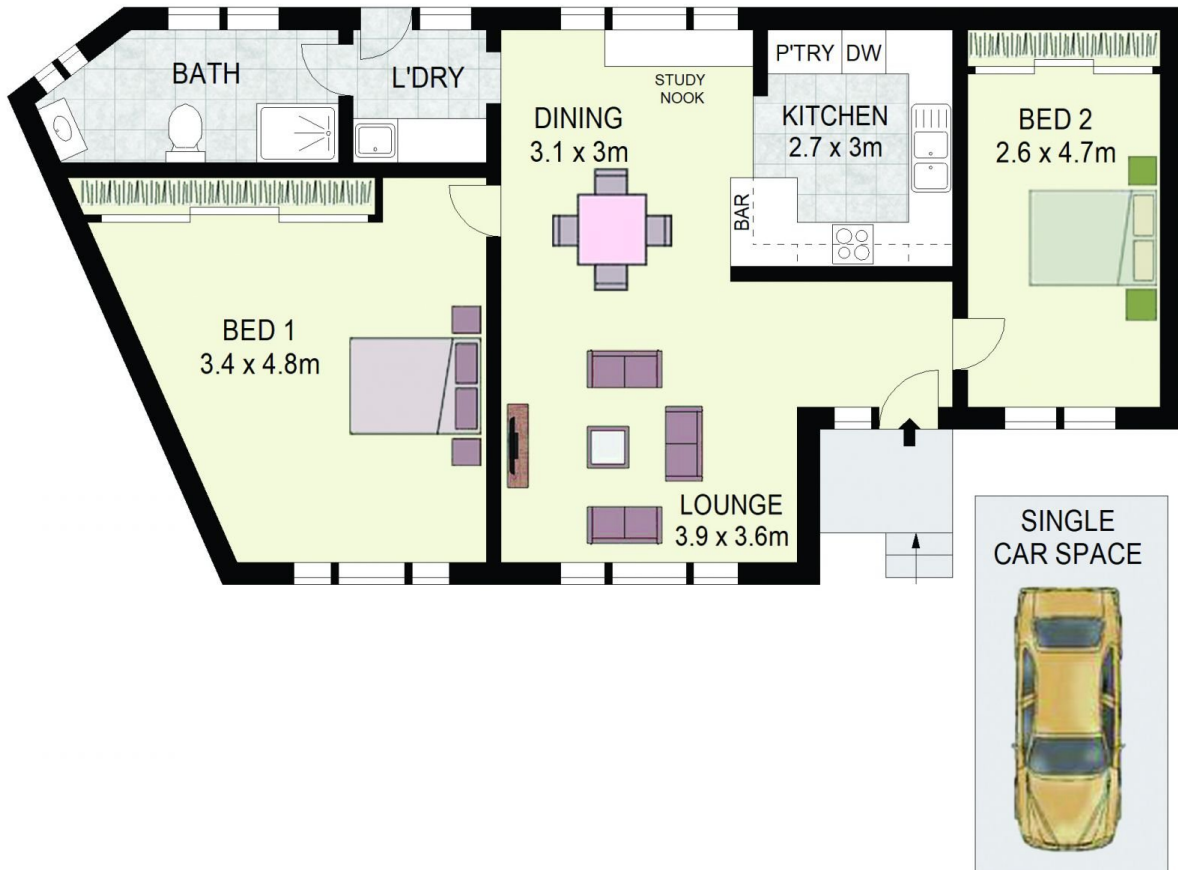 BATH
L'DRY
STUDY
NOOK
DINING
3.1 x 3m
P'TRY
DW
KITCHEN
2.7 x 3m
BAR
BED 2
2.6 x 4.7m
BED 1
3.4 x 4.8m
LOUNGE
3.9 x 3.6m
SINGLE
CAR SPACE